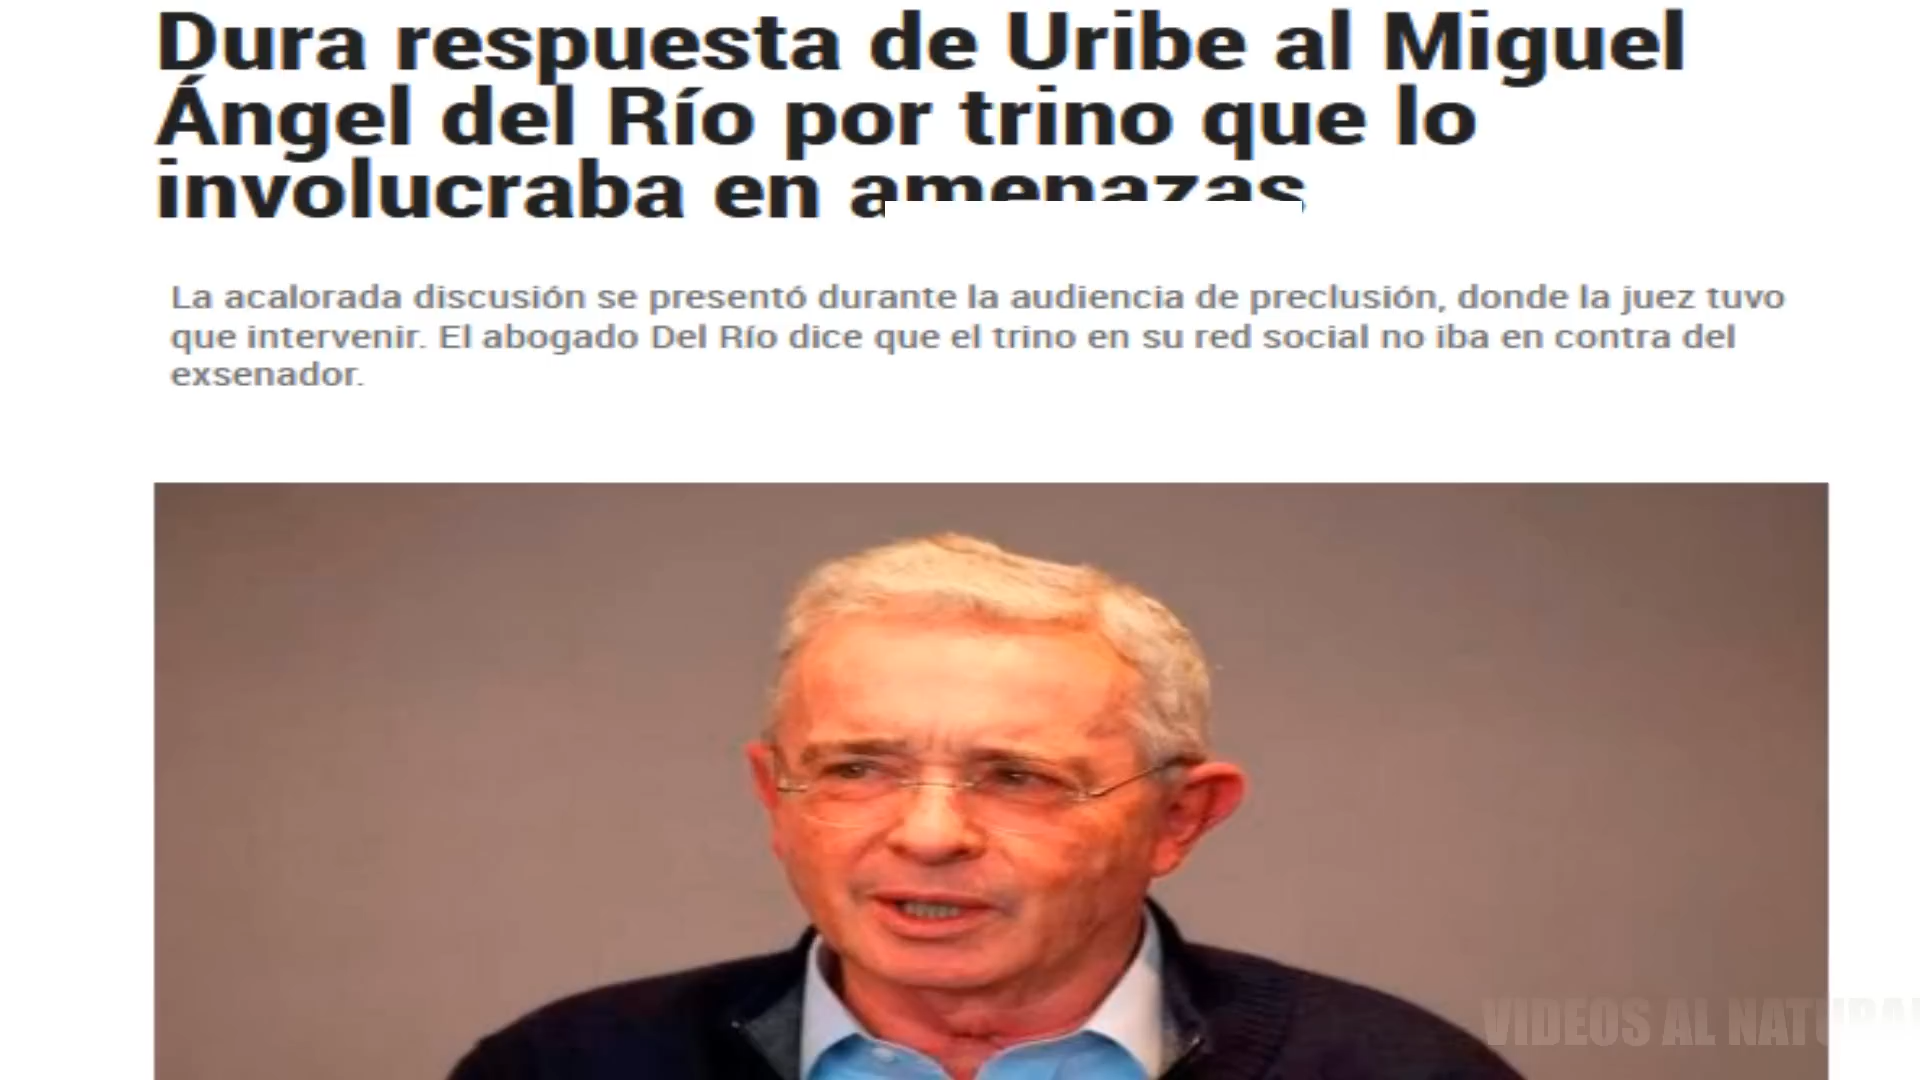 Dura respuesta de Uribe al Miguel
Ángel del Río por trino que lo
involucraba en amenazas
La acalorada discusión se presentó durante la audiencia de preclusión, donde la juez tuvo
que intervenir. El abogado Del Río dice que el trino en su red social no iba en contra del
exsenador.
VIDEOS AL NATURAL